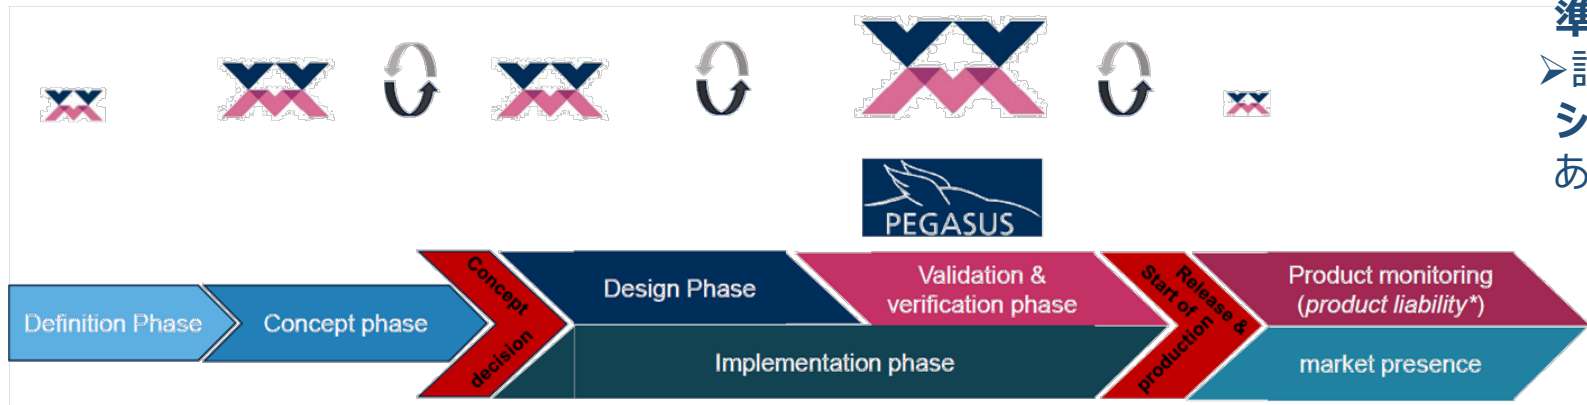 準
➢
シ
あ
PEGASUS
Definition Phase
Concept phase
Concept
decision
Design Phase
Validation &
verification phase
Implementation phase
Release &
Start of
production
Product monitoring
(product liability*)
market presence